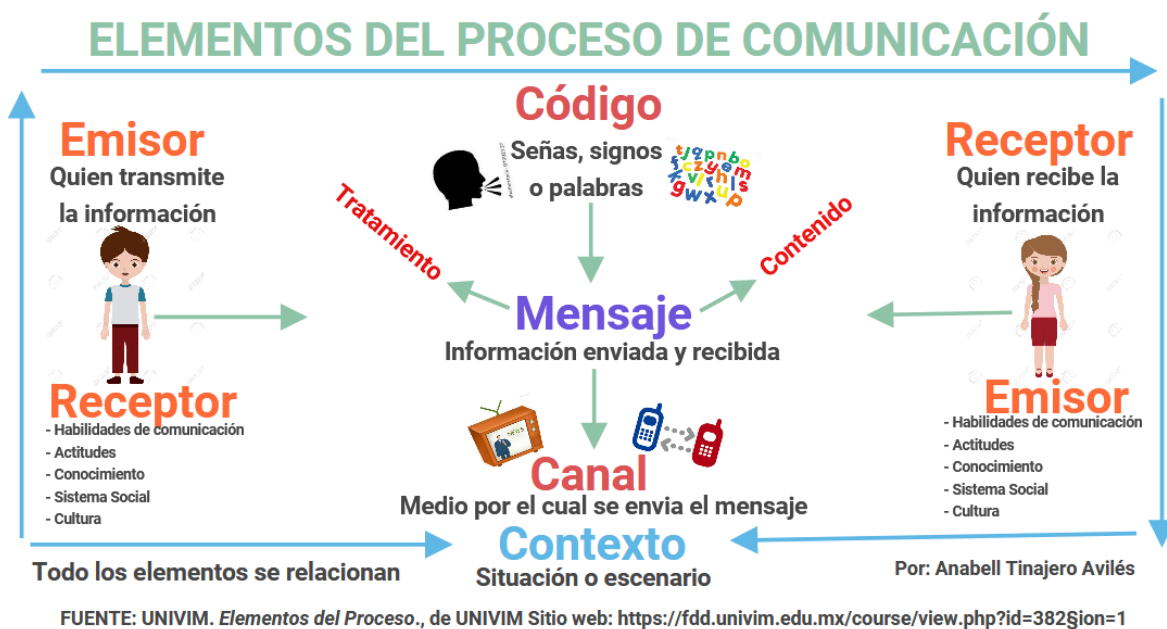 ELEMENTOS DEL PROCESO DE COMUNICACIÓN
Emisor
Quien transmite
la información
Receptor
- Habilidades de comunicación
- Actitudes
- Conocimiento
- Sistema Social
- Cultura
Código
Señas, signos
o palabras
Tratamiento
Contenido
Mensaje
Información enviada y recibida
NEWS
Canal
Medio por el cual se envia el mensaje
Contexto
Situación o escenario
Receptor
Quien recibe la
información
Emisor
- Habilidades de comunicación
- Actitudes
- Conocimiento
- Sistema Social
- Cultura
Todo los elementos se relacionan
Por: Anabell Tinajero Avilés
FUENTE: UNIVIM. Elementos del Proceso., de UNIVIM Sitio web: https://fdd.univim.edu.mx/course/view.php?id=382§ion=1